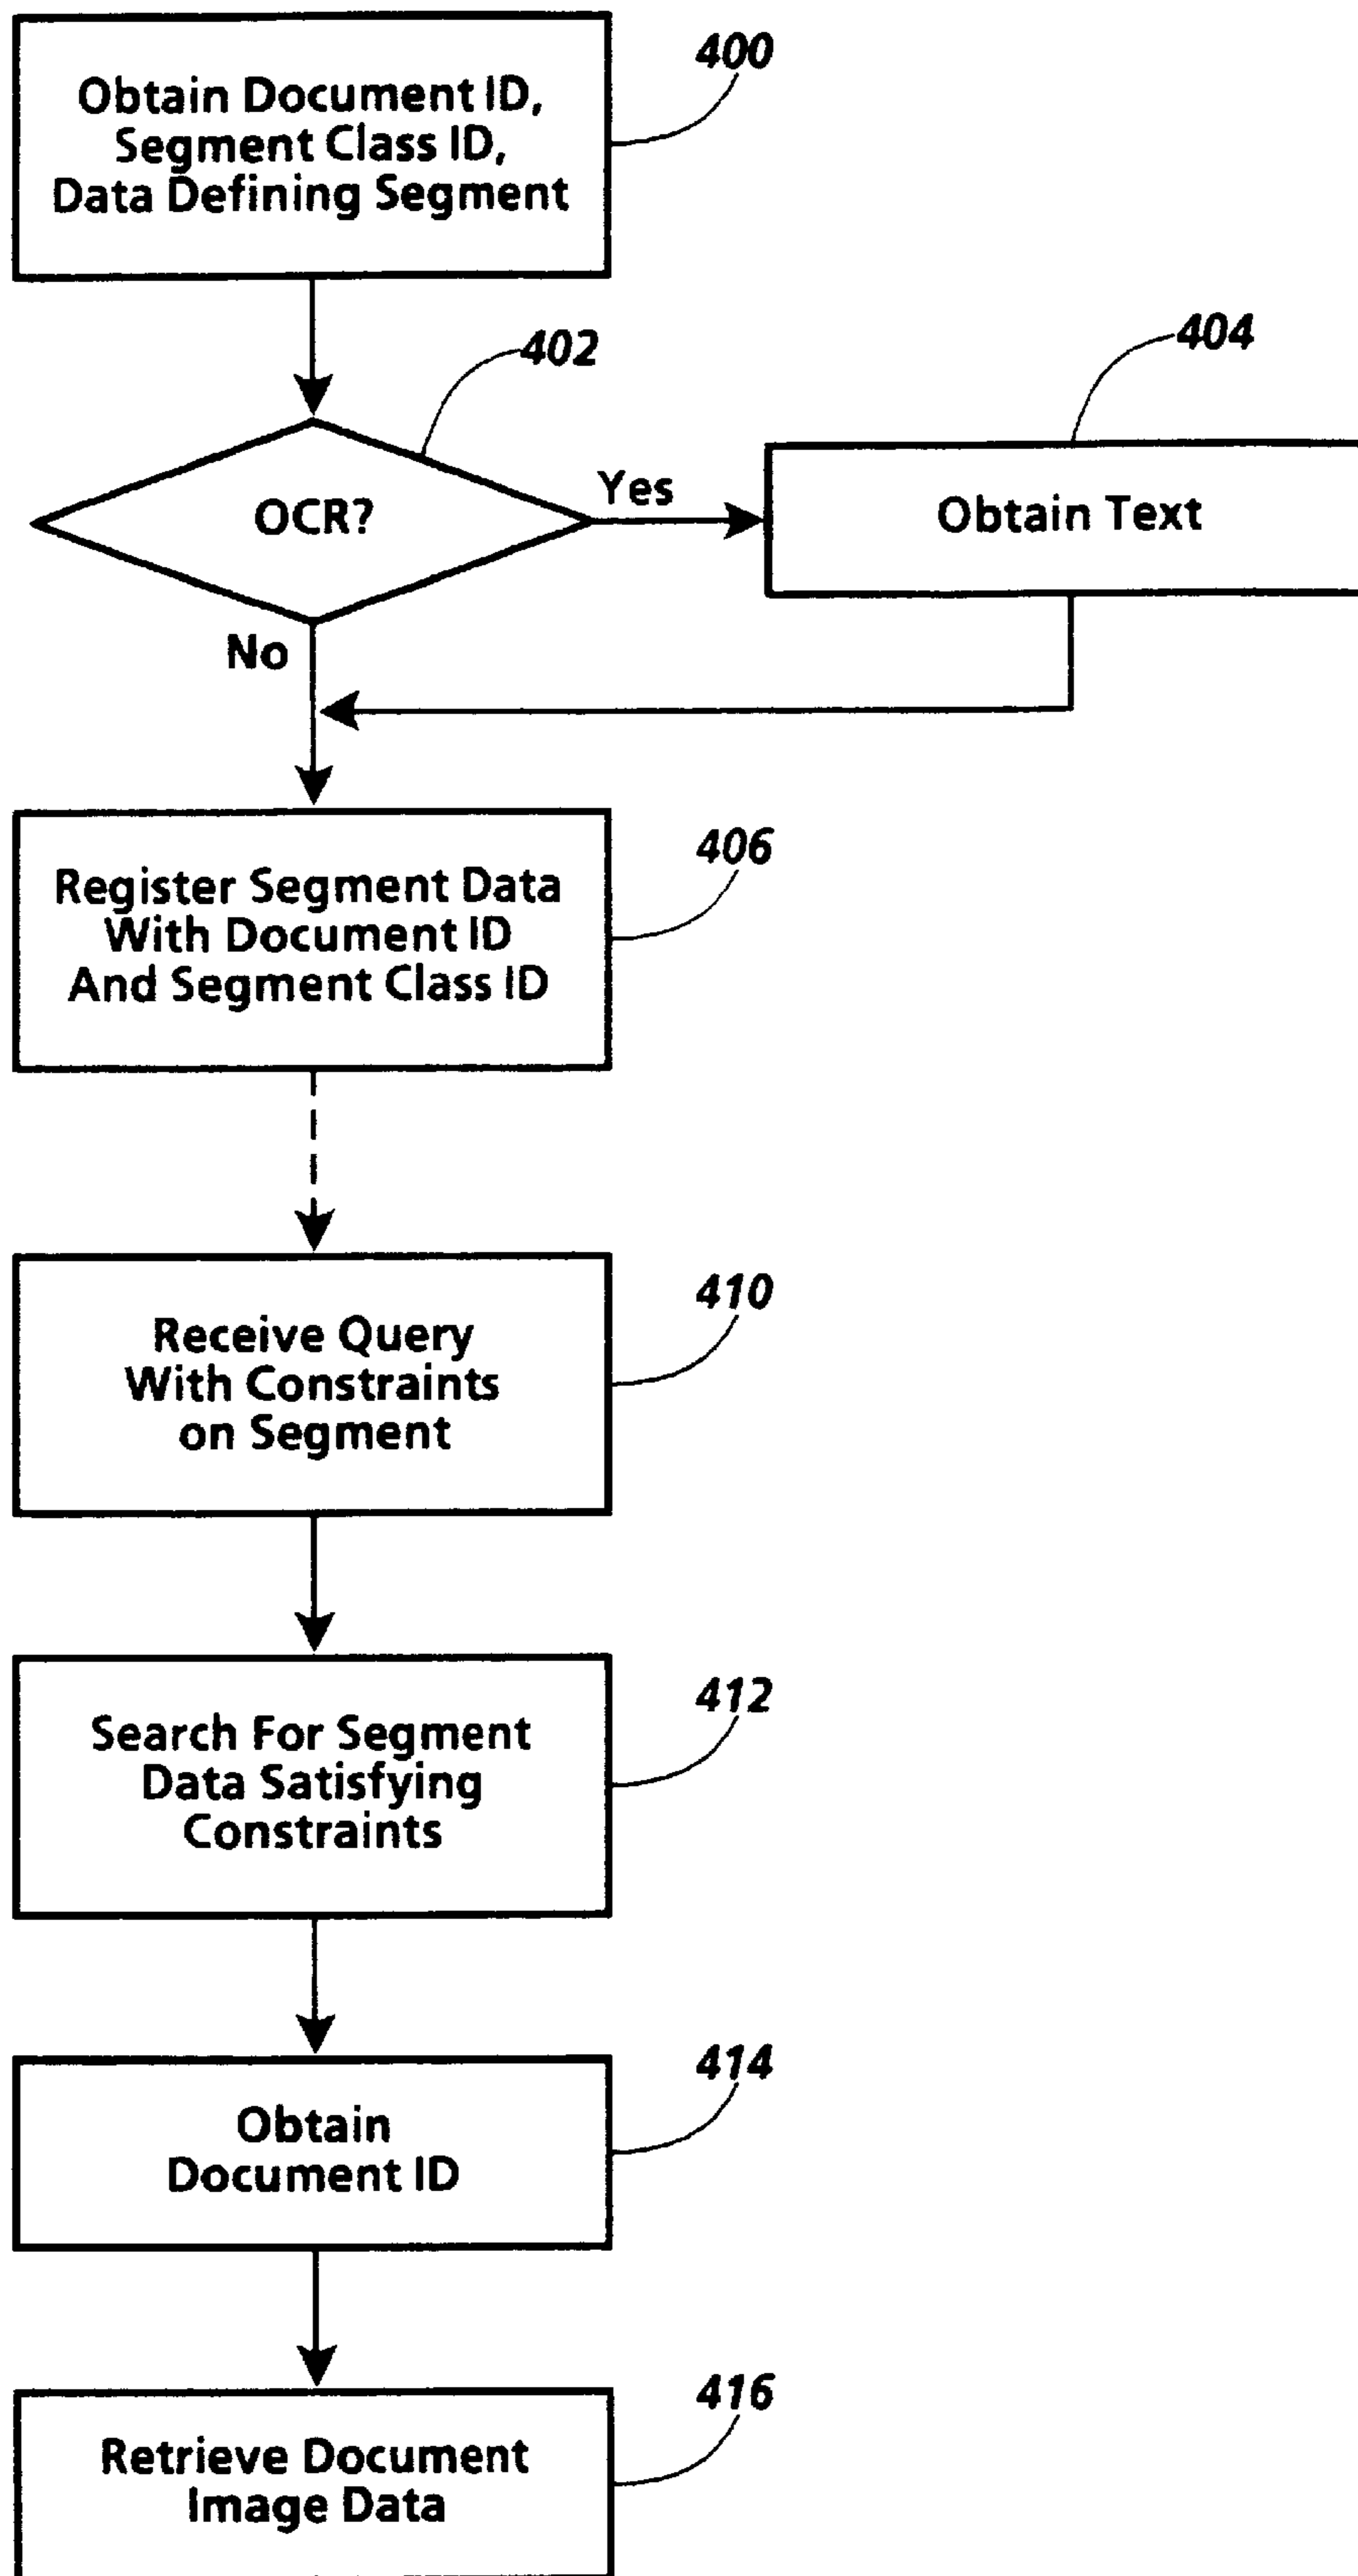 400
Obtain Document ID,
Segment Class ID,
Data Defining Segment
402
404
OCR?
Yes
Obtain Text
No
406
Register Segment Data
With Document ID
And Segment Class ID
410
Receive Query
With Constraints
on Segment
412
Search For Segment
Data Satisfying
Constraints
414
Obtain
Document ID
416
Retrieve Document
Image Data